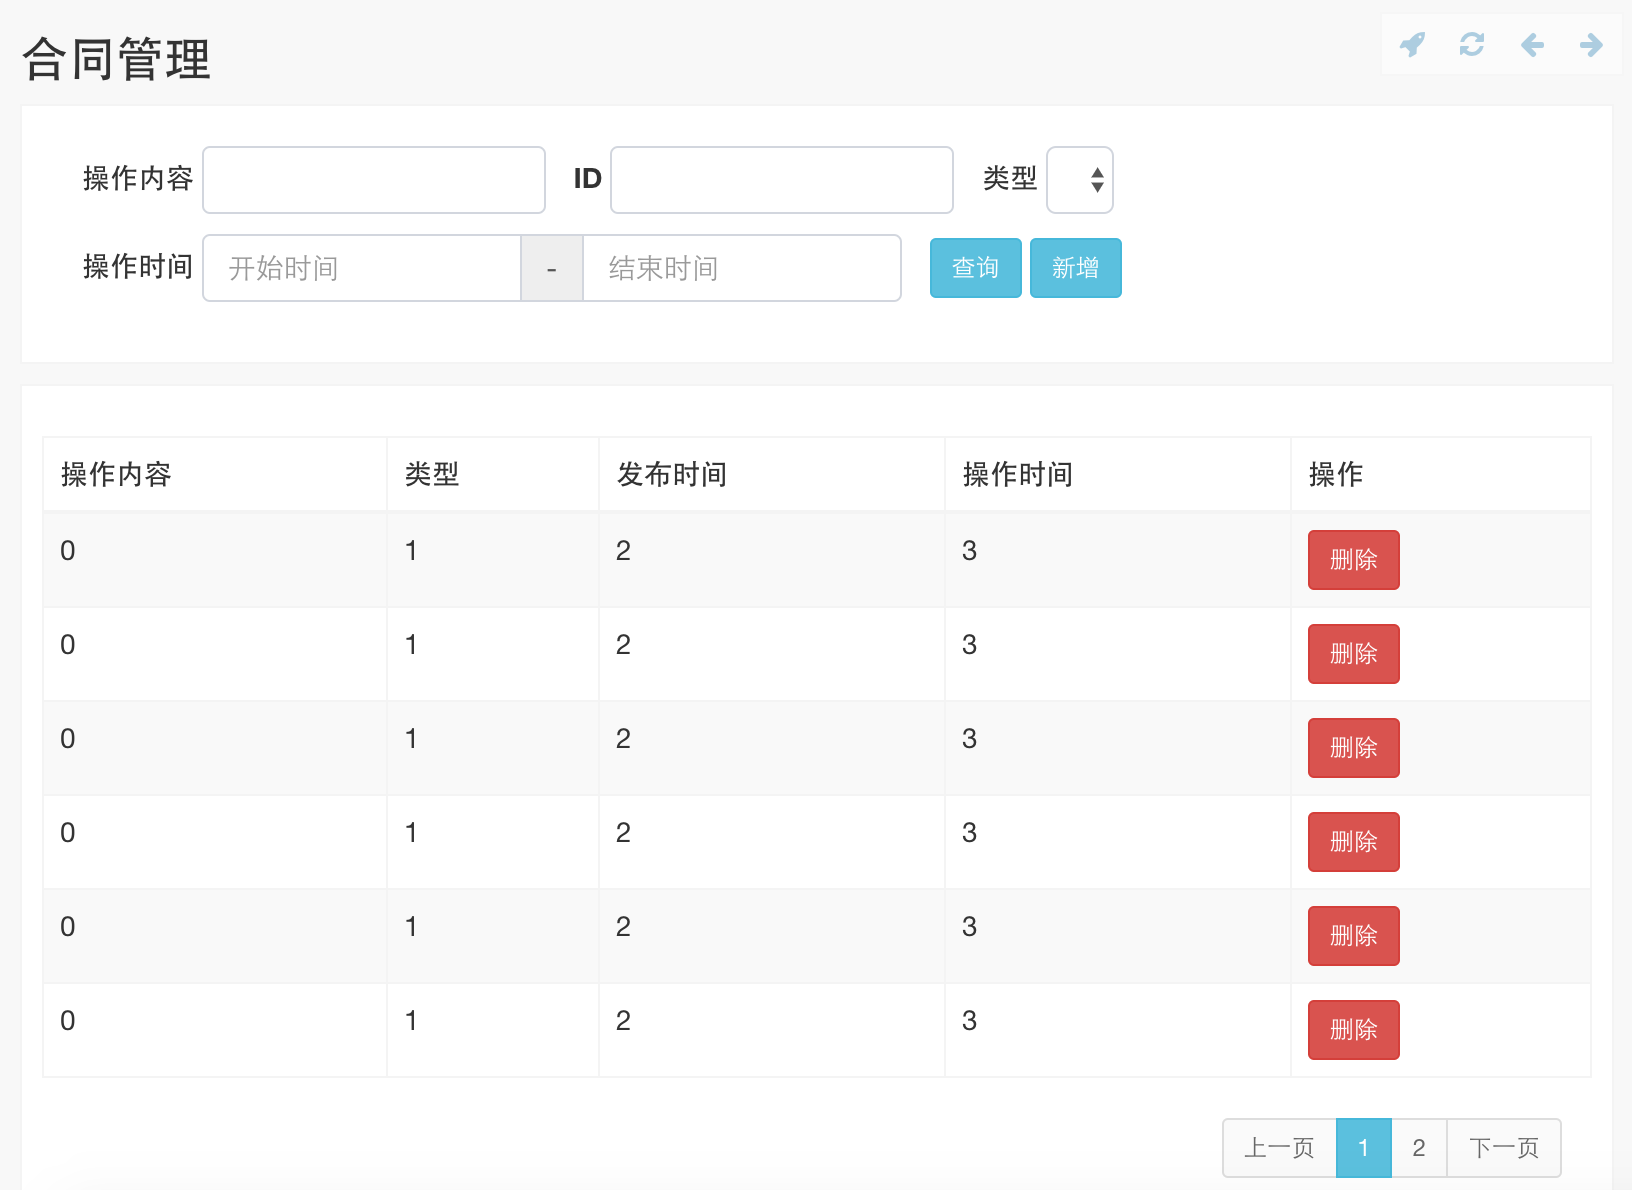 合同管理
操作内容 ID 类型
操作时间 开始时间 - 结束时间 查询 新增
操作内容 类型 发布时间 操作时间 操作
0 1 2 3 删除
0 1 2 3 删除
0 1 2 3 删除
0 1 2 3 删除
0 1 2 3 删除
0 1 2 3 删除
上一页 1 2 下一页